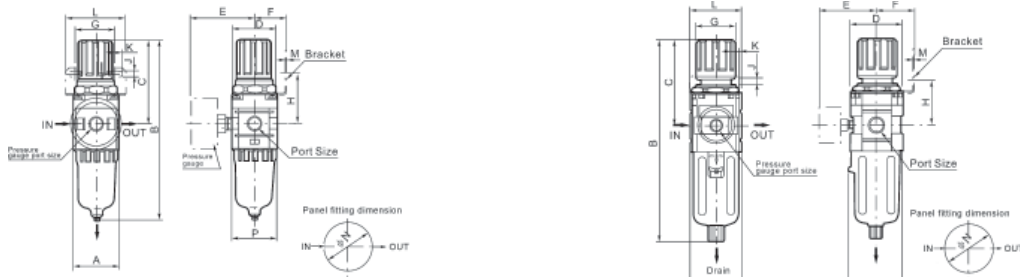 L
G
K
J
C
B
IN
OUT
Pressure
gauge port size
A
E
F
D
M
Bracket
H
Pressure
gauge
Port Size
P
Panel fitting dimension
IN
N
OUT
L
G
K
J
C
B
IN
OUT
Pressure
gauge port size
Drain
E
F
D
M
Bracket
H
Port Size
Panel fitting dimension
IN
N
OUT